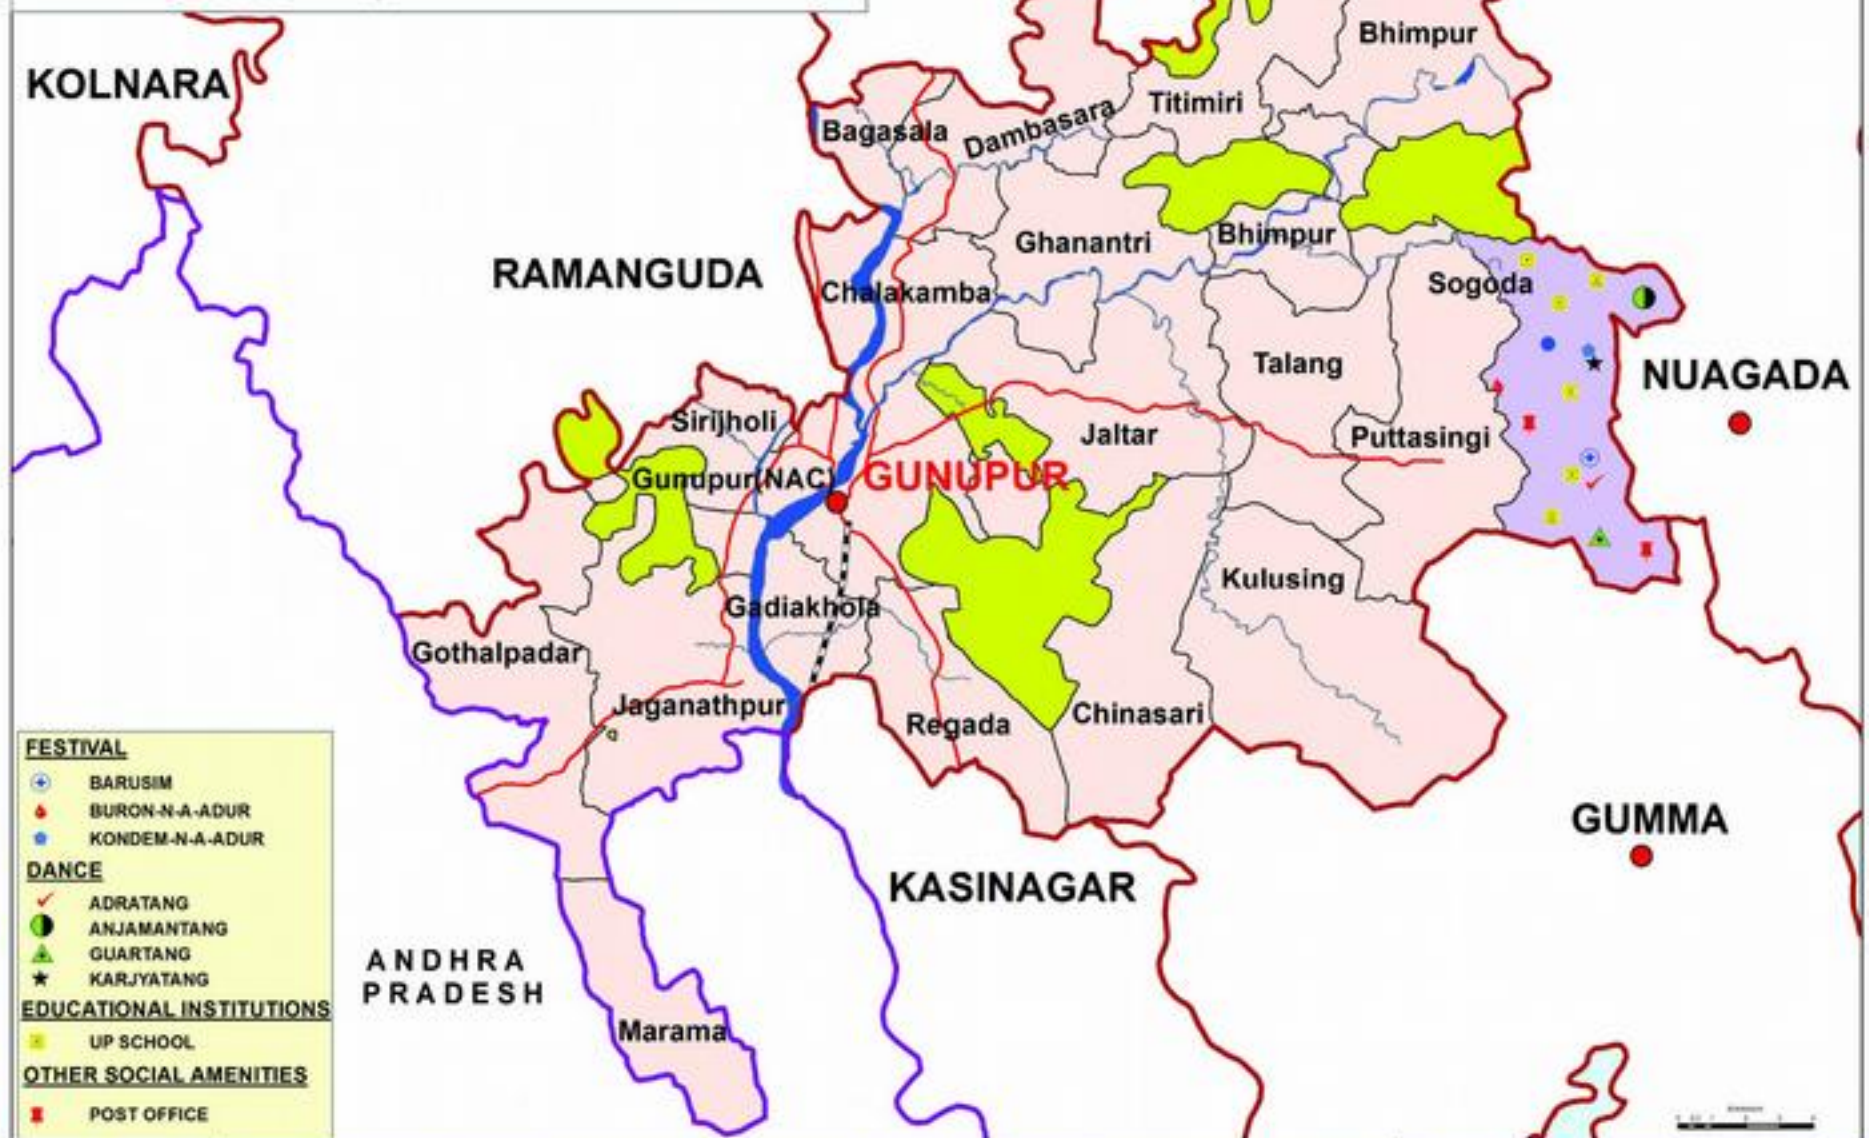 Bhimpur
KOLNARA
Titimiri
Bagasala
Dambasara
Ghanantri
Bhimpur
RAMANGUDA
Chalakamba
Sogoda
Talang
NUAGADA
Sirijholi
Jaltar
Puttasingi
Gunupur(NAC)
GUNUPUR
Kulusing
Gadiakhola
Gothalpadar
Jaganathpur
Regada
Chinasari
GUMMA
KASINAGAR
ANDHRA
PRADESH
Marama
FESTIVAL
BARUSIM
BURON-N-A-ADUR
KONDEM-N-A-ADUR
DANCE
ADRATANG
ANJAMANTANG
GUARTANG
KARJYATANG
EDUCATIONAL INSTITUTIONS
UP SCHOOL
OTHER SOCIAL AMENITIES
POST OFFICE